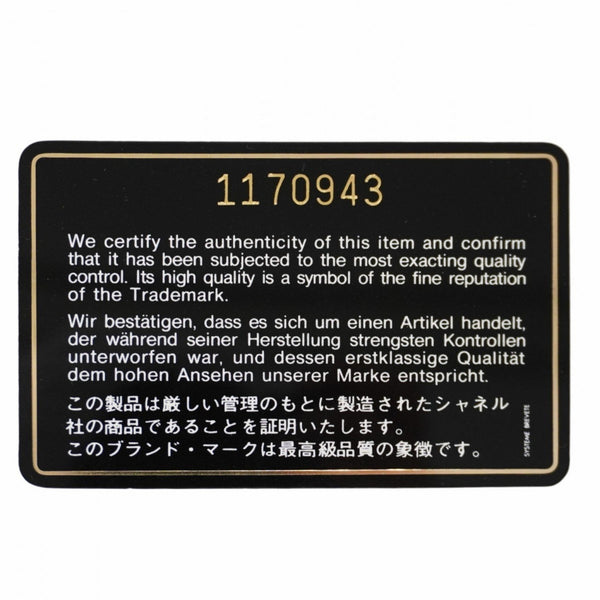 1170943
We certify the authenticity of this item and confirm
that it has been subjected to the most exacting quality
control. Its high quality is a symbol of the fine reputation
of the Trademark.
Wir bestätigen, dass es sich um einen Artikel handelt,
der während seiner Herstellung strengsten Kontrollen
unterworfen war, und dessen erstklassige Qualität
dem hohen Ansehen unserer Marke entspricht.
この製品は厳しい管理のもとに製造されたシャネル
社の商品であることを証明いたします。
このブランド・マークは最高級品質の象徴です。
SYSTEME BREVETE